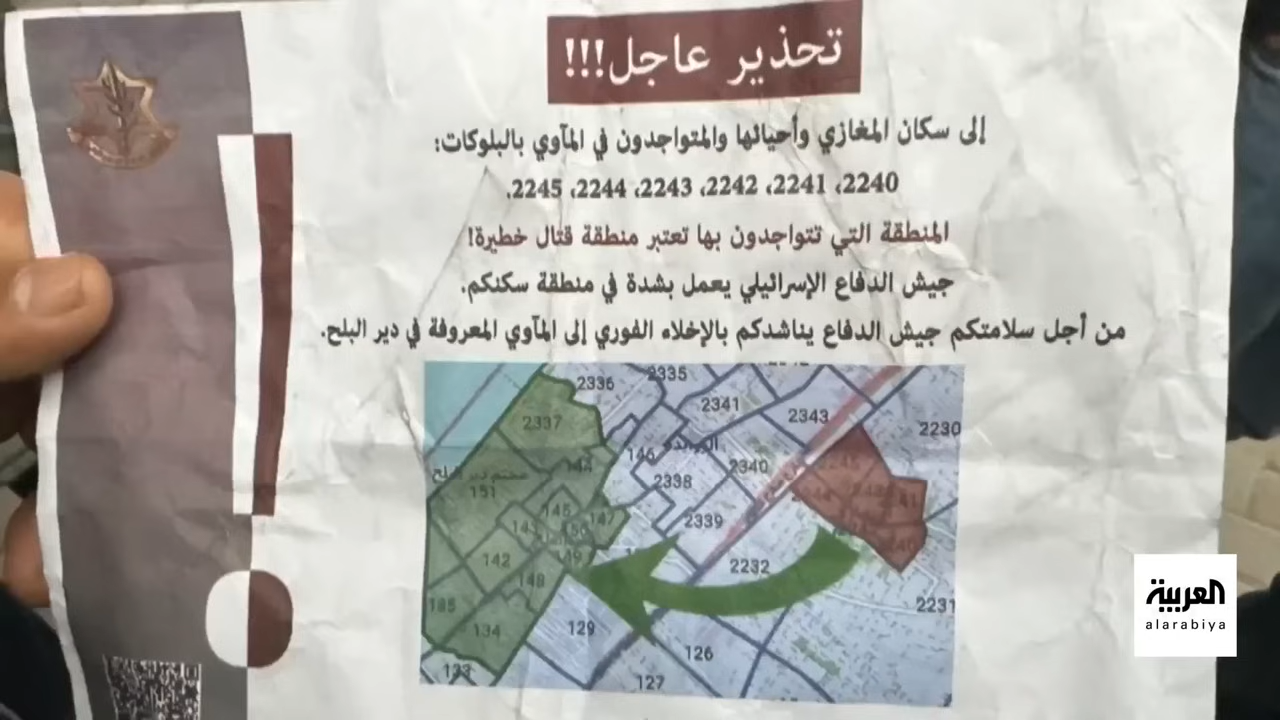 تحذير عاجل!!!
إلى سكان المغازي وأحيائها والمتواجدون في المآوي بالبلوكات:
2240، 2241، 2242، 2243، 2244، 2245.
المنطقة التي تتواجدون بها تعتبر منطقة قتال خطيرة!
جيش الدفاع الإسرائيلي يعمل بشدة في منطقة سكنكم.
من أجل سلامتكم جيش الدفاع يناشدكم بالإخلاء الفوري إلى المآوي المعروفة في دير البلح.
2336
2335
2341
2343
2230
2337
146
الزوايدة
2340
144
2338
151
145
147
2339
142
149
2232
148
185
2231
134
129
126
127
العربية
alarabiya